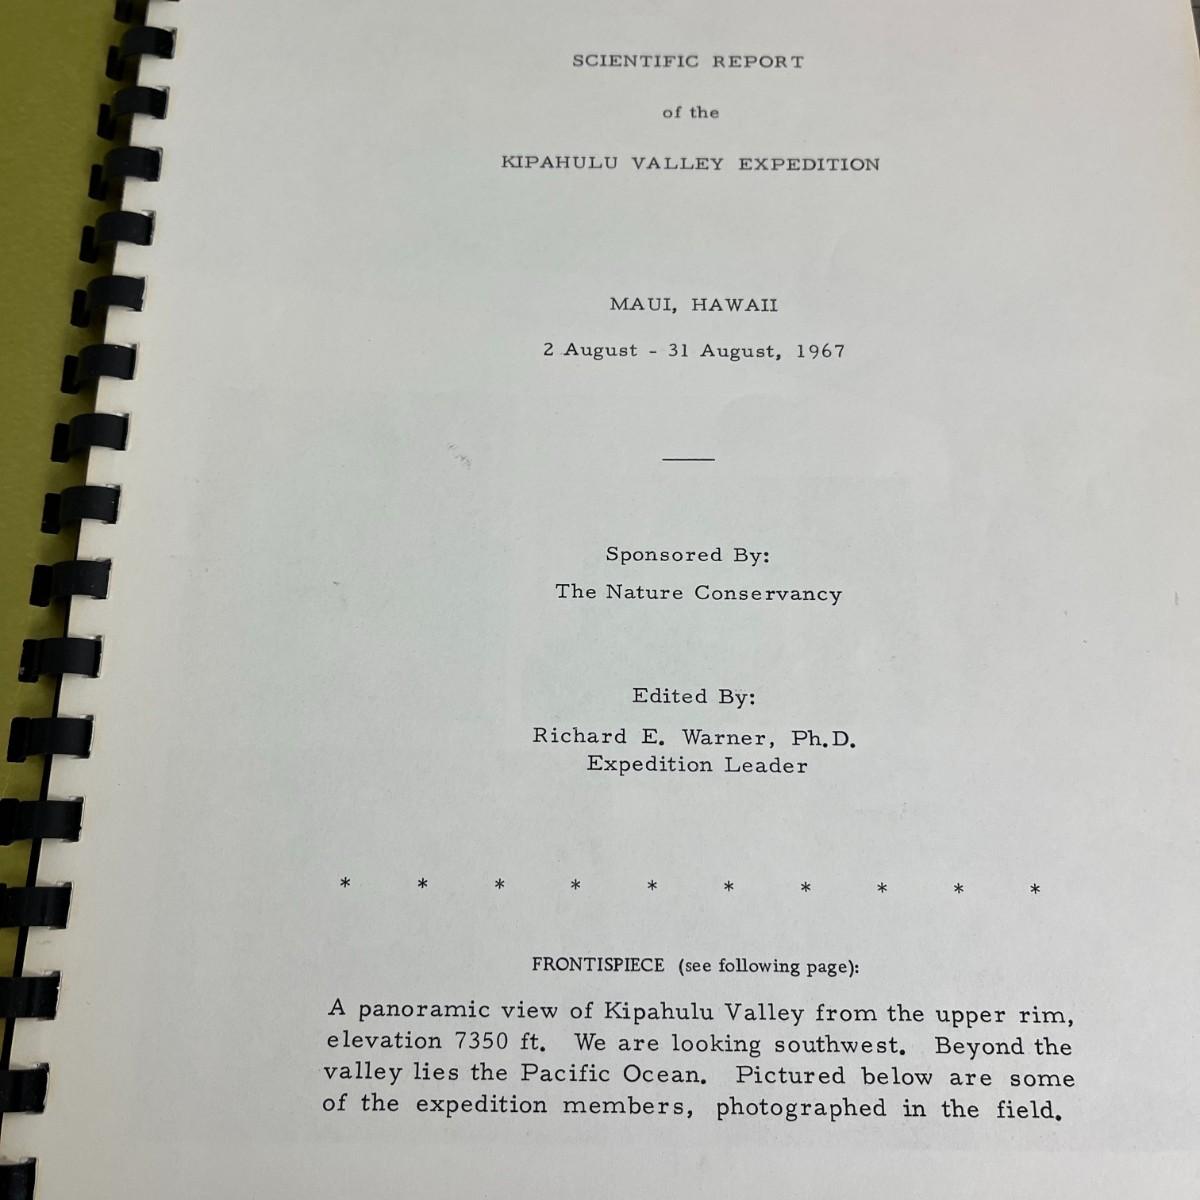 SCIENTIFIC REPORT
of the
KIPAHULU VALLEY EXPEDITION
MAUI, HAWAII
2 August - 31 August, 1967
Sponsored By:
The Nature Conservancy
Edited By:
Richard E. Warner, Ph.D.
Expedition Leader
* * * * * * * * * *
FRONTISPIECE (see following page):
A panoramic view of Kipahulu Valley from the upper rim,
elevation 7350 ft. We are looking southwest. Beyond the
valley lies the Pacific Ocean. Pictured below are some
of the expedition members, photographed in the field.